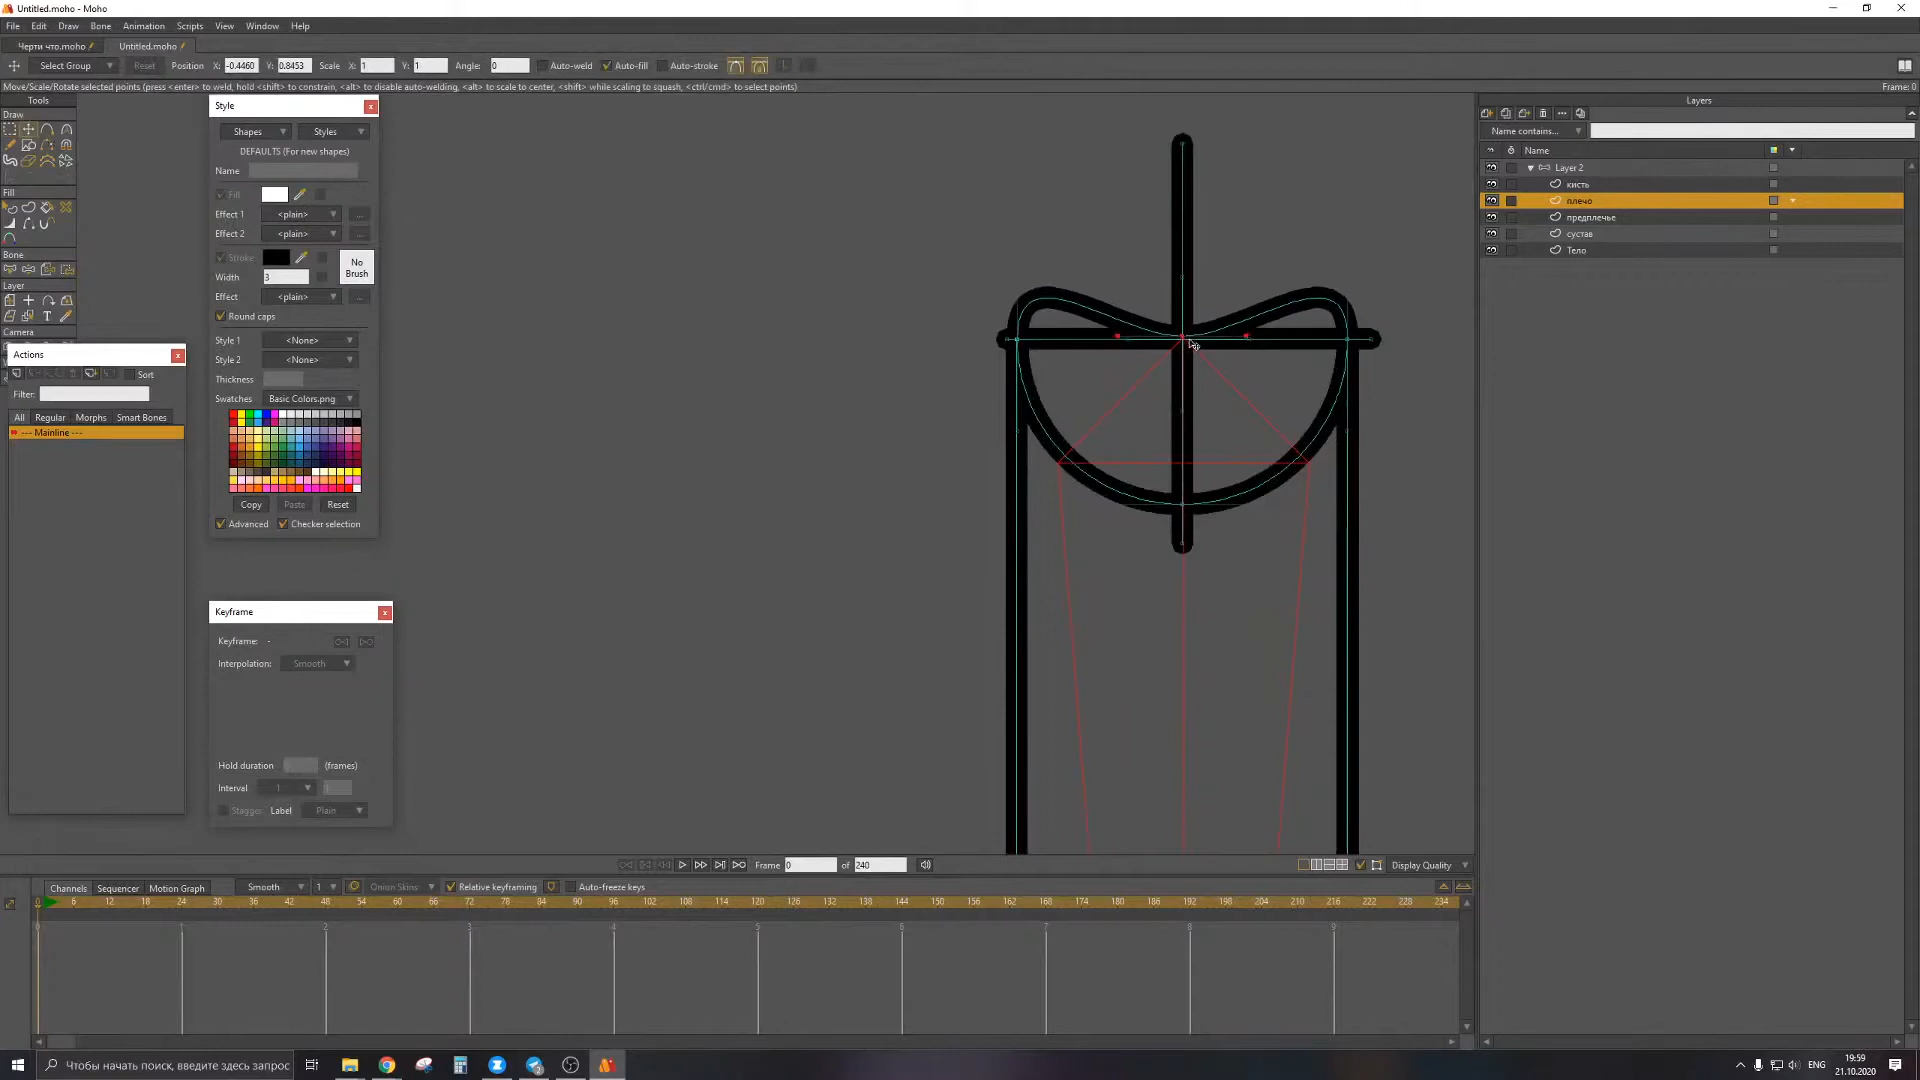 Untitled.moho - Moho
File Edit Draw Bone Animation Scripts View Window Help
Черти что.moho Untitled.moho
Select Group Reset Position X: -0.4460 Y: 0.8453 Scale X: 1 Y: 1 Angle: 0 Auto-weld Auto-fill Auto-stroke
Move/Scale/Rotate selected points (press <enter> to weld, hold <shift> to constrain, <alt> to disable auto-welding, <alt> to scale to center, <shift> while scaling to squash, <ctrl/cmd> to select points)
Frame: 0
Tools
Draw
Fill
Bone
Layer
Camera
Style
Shapes Styles
DEFAULTS (For new shapes)
Name
Fill
Effect 1 <plain> ...
Effect 2 <plain> ...
Stroke
No Brush
Width 3
Effect <plain> ...
Round caps
Style 1 <None>
Style 2 <None>
Thickness
Swatches Basic Colors.png
Copy Paste Reset
Advanced Checker selection
Actions
Sort
Filter:
All Regular Morphs Smart Bones
--- Mainline ---
Keyframe
Keyframe: -
Interpolation: Smooth
Hold duration (frames)
Interval 1
Stagger Label Plain
Layers
Name contains...
Name
Layer 2
кисть
плечо
предплечье
сустав
Тело
Frame 0 of 240
Display Quality
Channels Sequencer Motion Graph Smooth 1 Onion Skins Relative keyframing Auto-freeze keys
0 6 12 18 24 30 36 42 48 54 60 66 72 78 84 90 96 102 108 114 120 126 132 138 144 150 156 162 168 174 180 186 192 198 204 210 216 222 228 234
0 1 2 3 4 5 6 7 8 9
Чтобы начать поиск, введите здесь запрос
ENG
19:59
21.10.2020